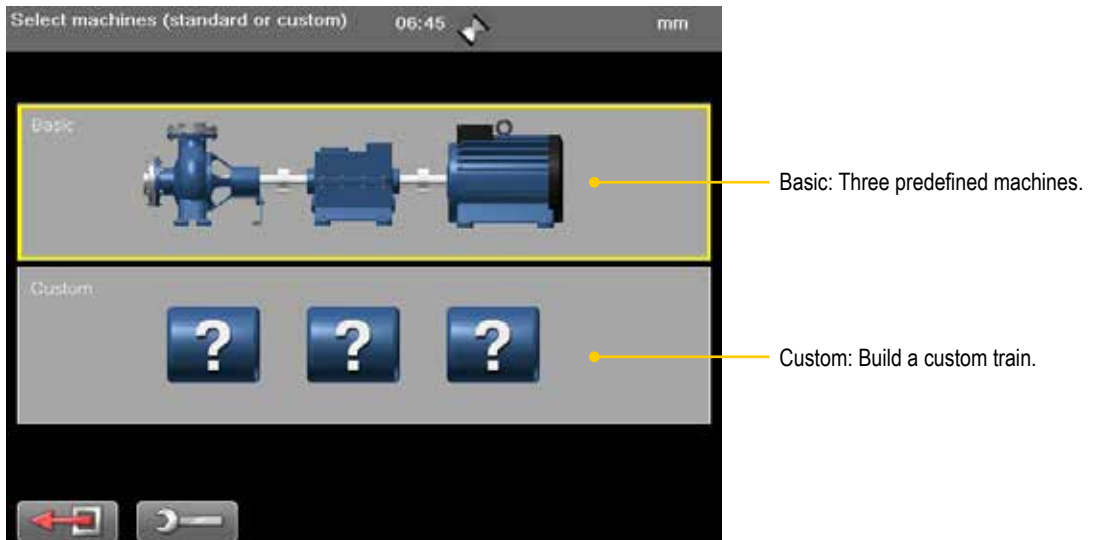 Select machines (standard or custom) 06:45 mm
Basic
Basic: Three predefined machines.
Custom
? ? ?
Custom: Build a custom train.